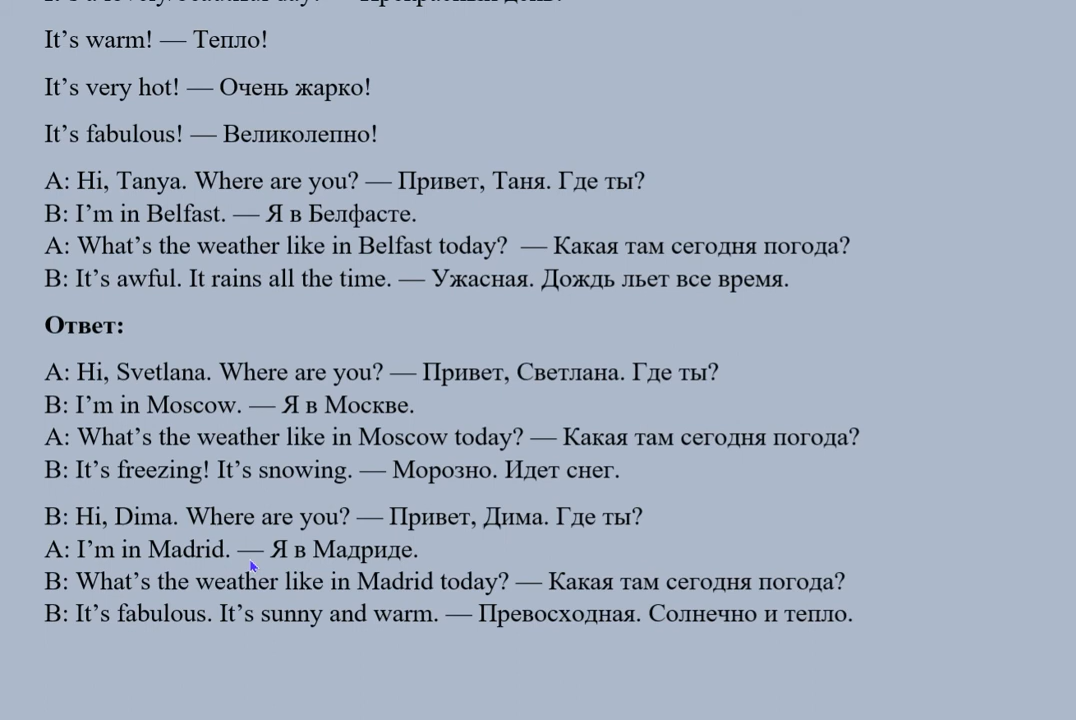 It’s warm! — Тепло!
It’s very hot! — Очень жарко!
It’s fabulous! — Великолепно!
A: Hi, Tanya. Where are you? — Привет, Таня. Где ты?
B: I’m in Belfast. — Я в Белфасте.
A: What’s the weather like in Belfast today?  — Какая там сегодня погода?
B: It’s awful. It rains all the time. — Ужасная. Дождь льет все время.
Ответ:
A: Hi, Svetlana. Where are you? — Привет, Светлана. Где ты?
B: I’m in Moscow. — Я в Москве.
A: What’s the weather like in Moscow today? — Какая там сегодня погода?
B: It’s freezing! It’s snowing. — Морозно. Идет снег.
B: Hi, Dima. Where are you? — Привет, Дима. Где ты?
A: I’m in Madrid. — Я в Мадриде.
B: What’s the weather like in Madrid today? — Какая там сегодня погода?
B: It’s fabulous. It’s sunny and warm. — Превосходная. Солнечно и тепло.